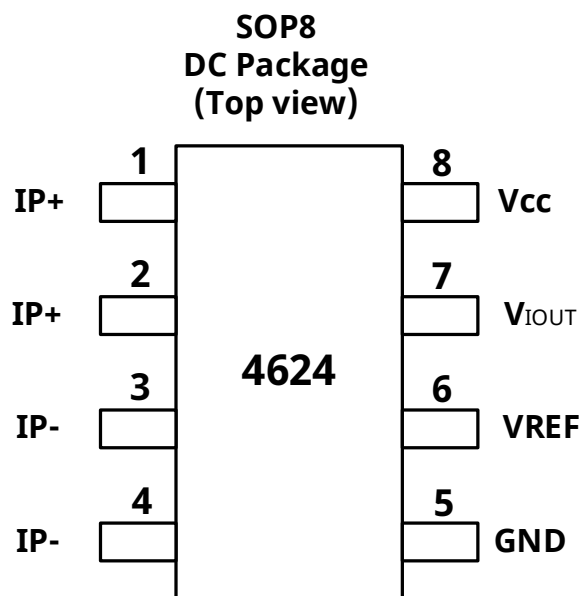 SOP8
DC Package
(Top view)
1
8
IP+
Vcc
2
7
IP+
VIOUT
4624
3
6
IP-
VREF
4
5
IP-
GND